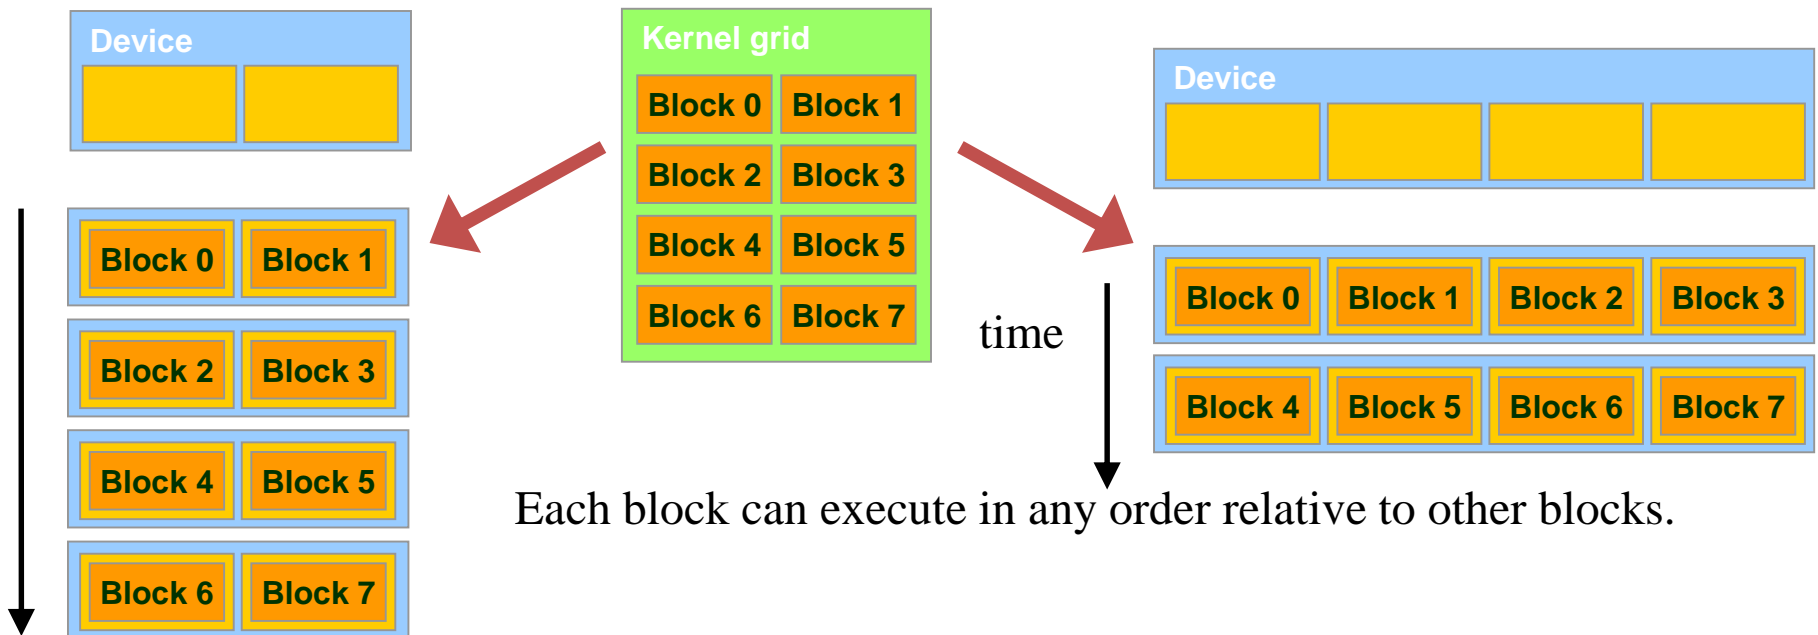 Device
Block 0 Block 1
Block 2 Block 3
Block 4 Block 5
Block 6 Block 7
Kernel grid
Block 0 Block 1
Block 2 Block 3
Block 4 Block 5
Block 6 Block 7
Device
time
Block 0 Block 1 Block 2 Block 3
Block 4 Block 5 Block 6 Block 7
Each block can execute in any order relative to other blocks.